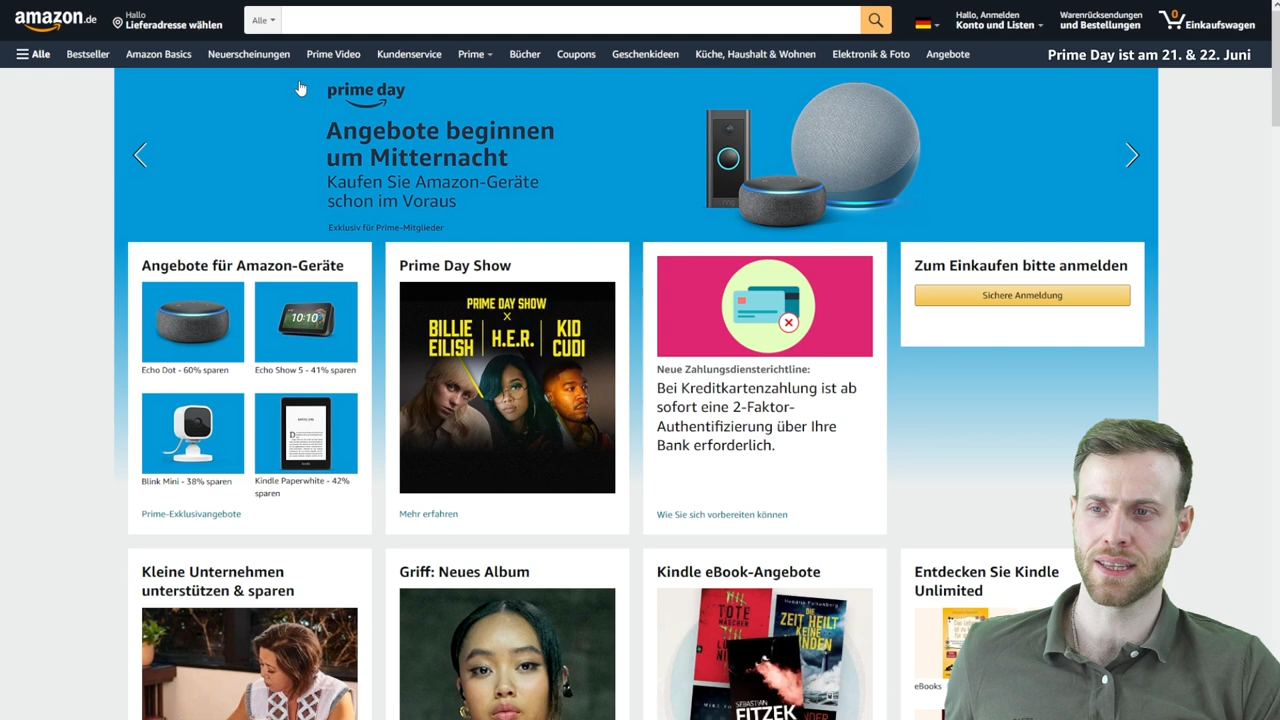 amazon.de
Hallo
Lieferadresse wählen
Alle
Hallo, Anmelden
Konto und Listen
Warenrücksendungen
und Bestellungen
0
Einkaufswagen
Alle
Bestseller
Amazon Basics
Neuerscheinungen
Prime Video
Kundenservice
Prime
Bücher
Coupons
Geschenkideen
Küche, Haushalt & Wohnen
Elektronik & Foto
Angebote
Prime Day ist am 21. & 22. Juni
prime day
Angebote beginnen
um Mitternacht
Kaufen Sie Amazon-Geräte
schon im Voraus
Exklusiv für Prime-Mitglieder
ring
Angebote für Amazon-Geräte
10:10
Echo Dot - 60% sparen
Echo Show 5 - 41% sparen
Blink Mini - 38% sparen
Kindle Paperwhite - 42%
sparen
Prime-Exklusivangebote
Prime Day Show
PRIME DAY SHOW
X
BILLIE
EILISH
H.E.R.
KID
CUDI
Mehr erfahren
Neue Zahlungsdiensterichtlinie:
Bei Kreditkartenzahlung ist ab
sofort eine 2-Faktor-
Authentifizierung über Ihre
Bank erforderlich.
Wie Sie sich vorbereiten können
Zum Einkaufen bitte anmelden
Sichere Anmeldung
Kleine Unternehmen
unterstützen & sparen
Griff: Neues Album
Kindle eBook-Angebote
TOTE
MÄDCHEN
DIE
ZEIT HEILT
KEINE
SEBASTIAN
FITZEK
Entdecken Sie Kindle
Unlimited
eBooks